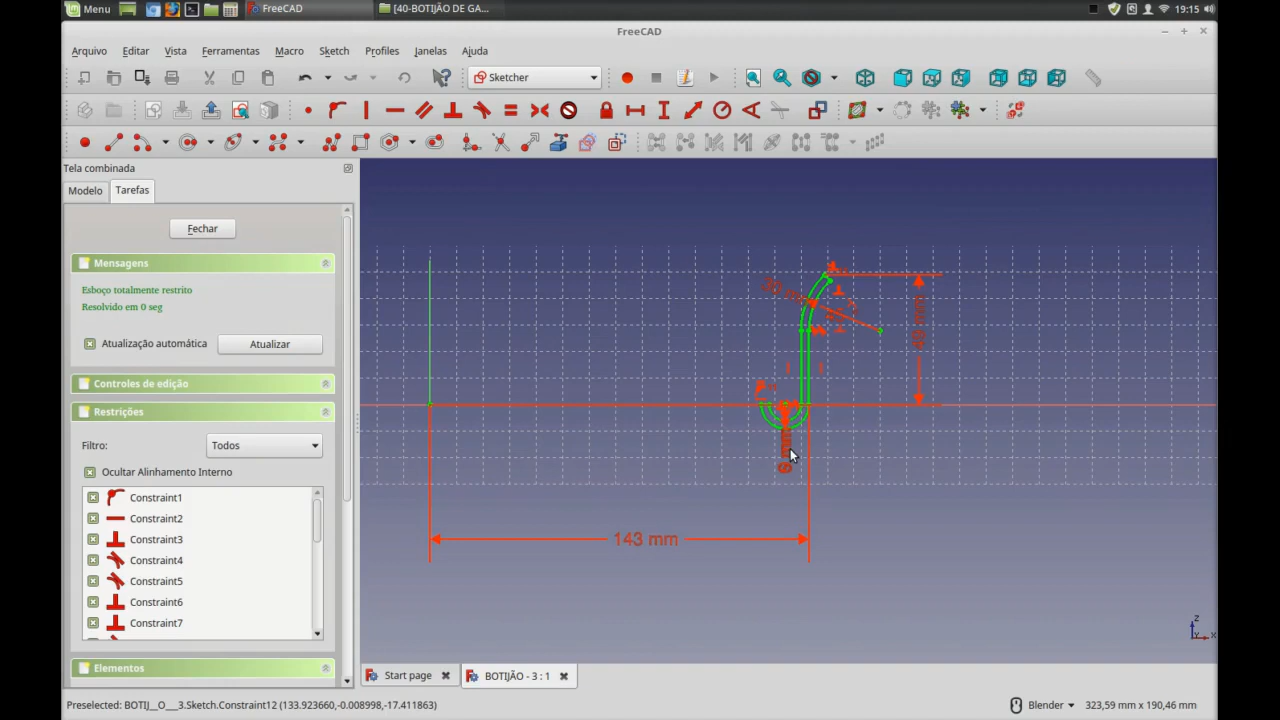 Menu
FreeCAD
[40-BOTIJÃO DE GA...
19:15
FreeCAD
Arquivo Editar Vista Ferramentas Macro Sketch Profiles Janelas Ajuda
Sketcher
Tela combinada
Modelo Tarefas
Fechar
Mensagens
Esboço totalmente restrito
Resolvido em 0 seg
Atualização automática Atualizar
Controles de edição
Restrições
Filtro: Todos
Ocultar Alinhamento Interno
Constraint1
Constraint2
Constraint3
Constraint4
Constraint5
Constraint6
Constraint7
Elementos
143 mm
z
x
Start page
BOTIJÃO - 3 : 1
Preselected: BOTIJ__O___3.Sketch.Constraint12 (133.923660,-0.008998,-17.411863)
Blender
323,59 mm x 190,46 mm